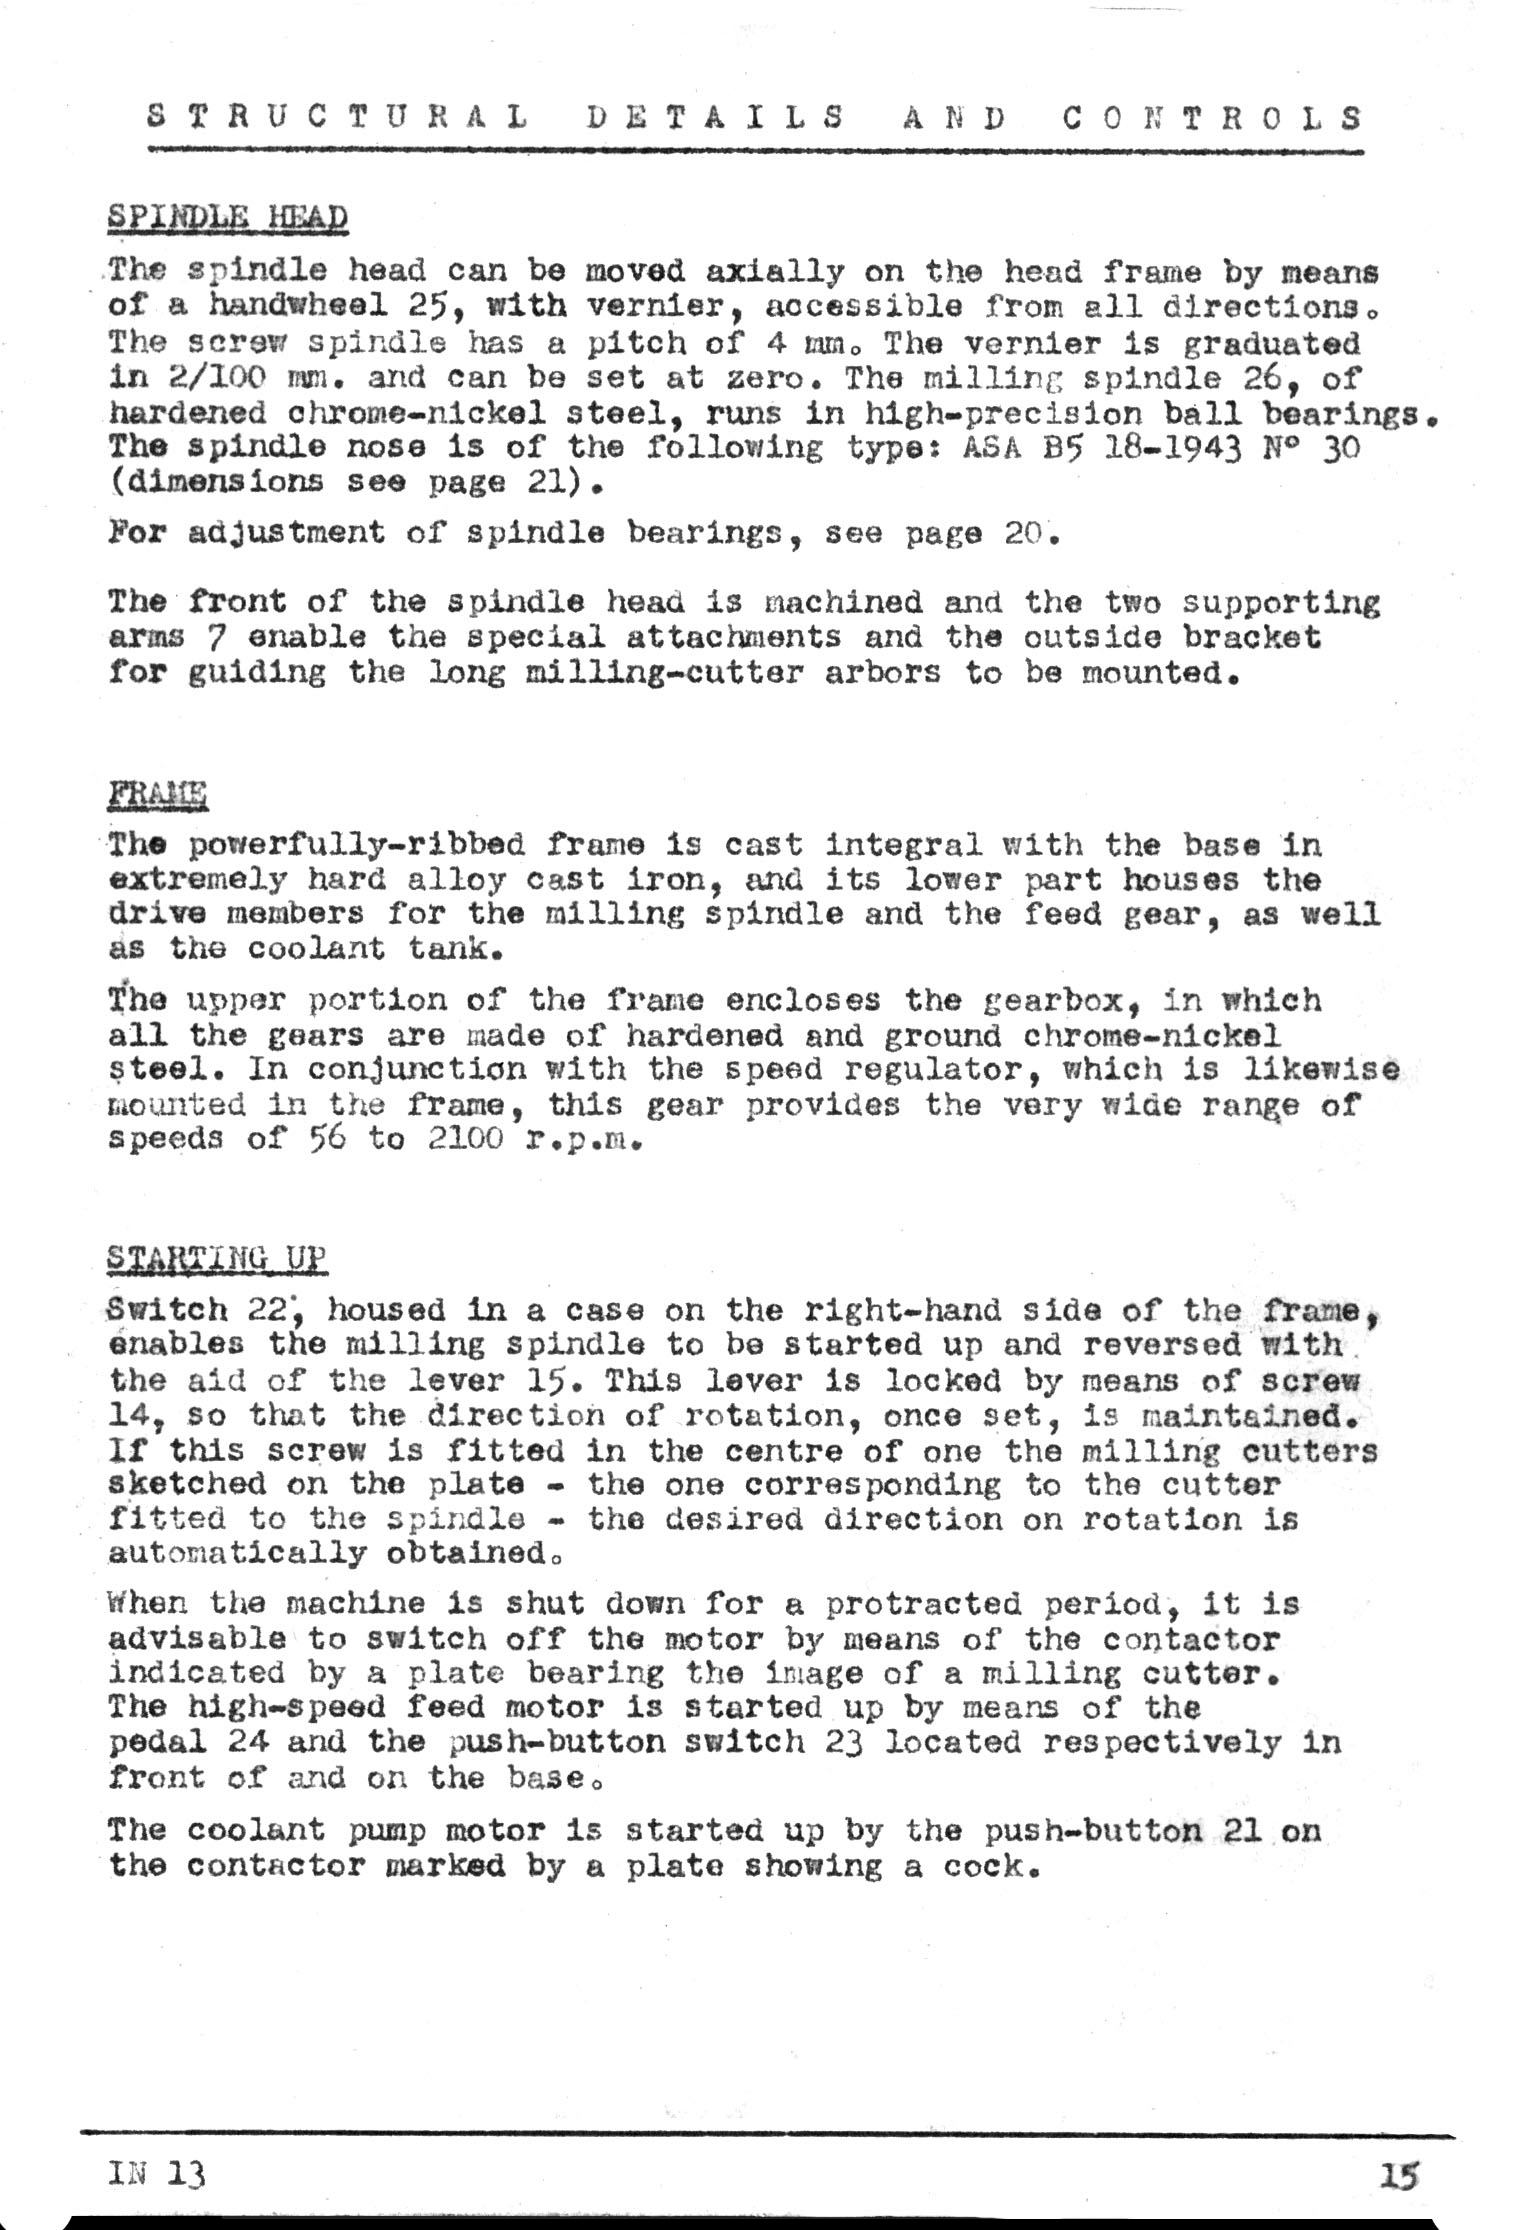 STRUCTURAL DETAILS AND CONTROLS
SPINDLE HEAD
The spindle head can be moved axially on the head frame by means
of a handwheel 25, with vernier, accessible from all directions.
The screw spindle has a pitch of 4 mm. The vernier is graduated
in 2/100 mm. and can be set at zero. The milling spindle 26, of
hardened chrome-nickel steel, runs in high-precision ball bearings.
The spindle nose is of the following type: ASA B5 18-1943 Nº 30
(dimensions see page 21).
For adjustment of spindle bearings, see page 20.
The front of the spindle head is machined and the two supporting
arms 7 enable the special attachments and the outside bracket
for guiding the long milling-cutter arbors to be mounted.
FRAME
The powerfully-ribbed frame is cast integral with the base in
extremely hard alloy cast iron, and its lower part houses the
drive members for the milling spindle and the feed gear, as well
as the coolant tank.
The upper portion of the frame encloses the gearbox, in which
all the gears are made of hardened and ground chrome-nickel
steel. In conjunction with the speed regulator, which is likewise
mounted in the frame, this gear provides the very wide range of
speeds of 56 to 2100 r.p.m.
STARTING UP
Switch 22, housed in a case on the right-hand side of the frame,
enables the milling spindle to be started up and reversed with
the aid of the lever 15. This lever is locked by means of screw
14, so that the direction of rotation, once set, is maintained.
If this screw is fitted in the centre of one the milling cutters
sketched on the plate - the one corresponding to the cutter
fitted to the spindle - the desired direction on rotation is
automatically obtained.
When the machine is shut down for a protracted period, it is
advisable to switch off the motor by means of the contactor
indicated by a plate bearing the image of a milling cutter.
The high-speed feed motor is started up by means of the
pedal 24 and the push-button switch 23 located respectively in
front of and on the base.
The coolant pump motor is started up by the push-button 21 on
the contactor marked by a plate showing a cock.
IN 13
15